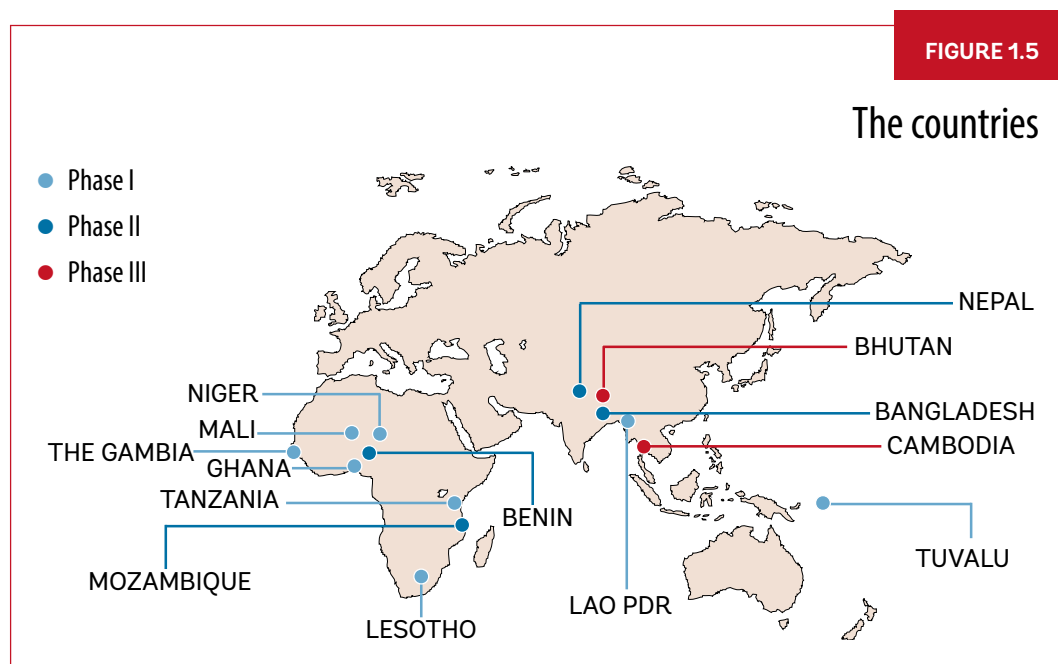 FIGURE 1.5
The countries
Phase I
Phase II
Phase III
NEPAL
BHUTAN
BANGLADESH
CAMBODIA
NIGER
MALI
THE GAMBIA
GHANA
TANZANIA
BENIN
MOZAMBIQUE
LESOTHO
LAO PDR
TUVALU